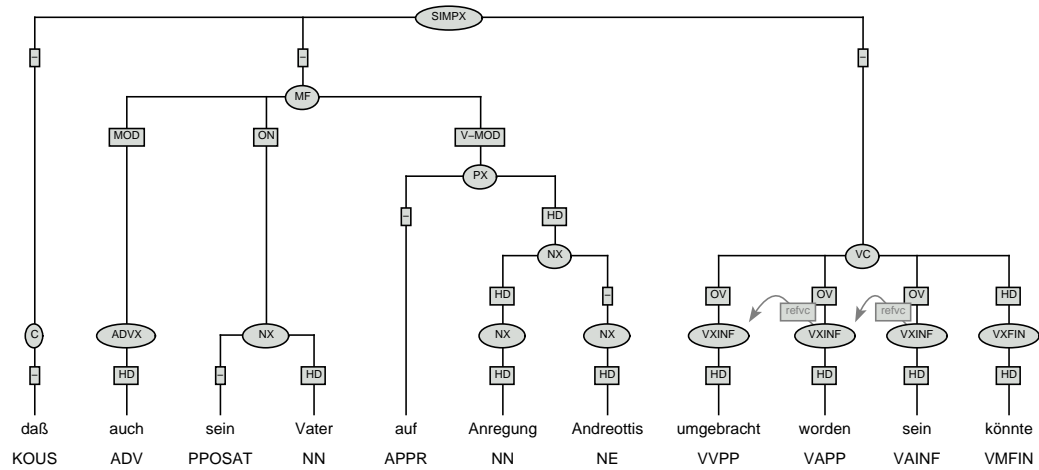 SIMPX
– – –
MF
MOD ON V–MOD
PX
– HD
NX VC
HD – OV OV OV HD
refvc refvc
C ADVX NX NX NX VXINF VXINF VXINF VXFIN
– HD – HD HD HD HD HD HD HD
daß auch sein Vater auf Anregung Andreottis umgebracht worden sein könnte
KOUS ADV PPOSAT NN APPR NN NE VVPP VAPP VAINF VMFIN